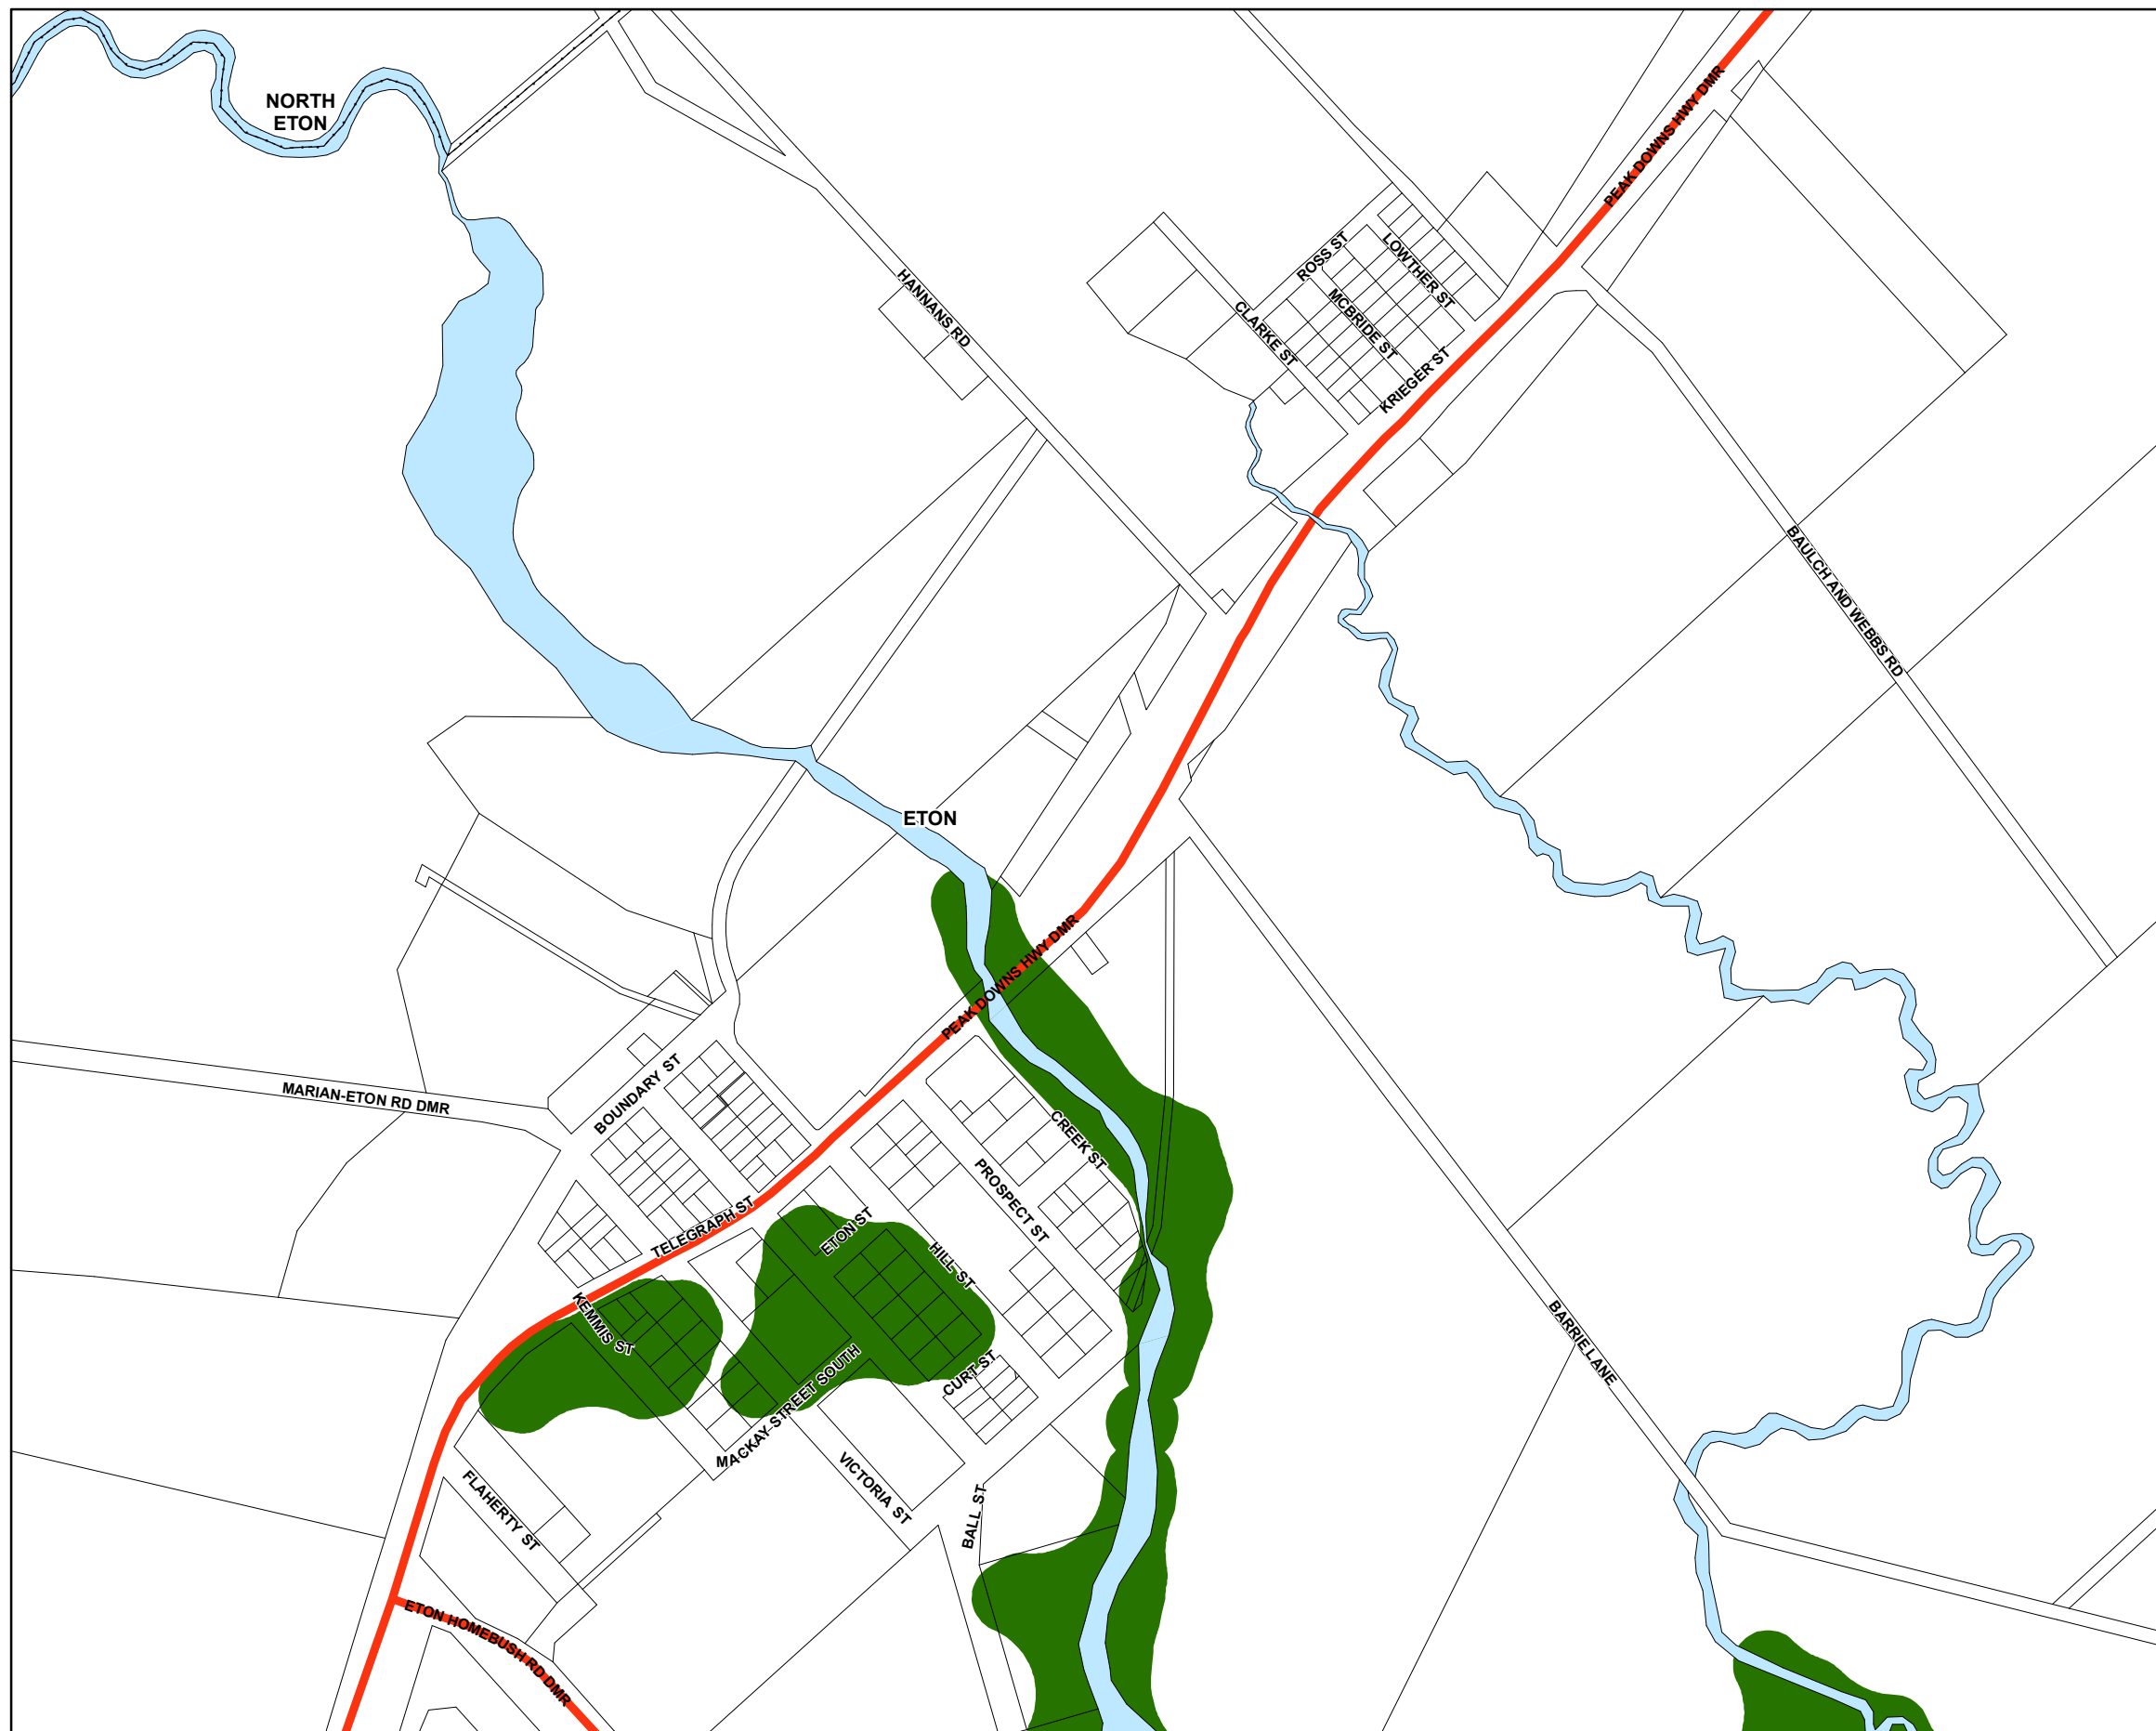 NORTH
ETON
PEAK DOWNS HWY DMR
ROSS ST
LOWTHER ST
HANNANS RD
CLARKE ST
MCBRIDE ST
KRIEGER ST
BAULCH AND WEBBS RD
ETON
PEAK DOWNS HWY DMR
BOUNDARY ST
MARIAN-ETON RD DMR
CREEK ST
PROSPECT ST
TELEGRAPH ST
ETON ST
HILL ST
KEMMIS ST
BARRIE LANE
CURT ST
MACKAY STREET SOUTH
VICTORIA ST
FLAHERTY ST
BALL ST
ETON HOMEBUSH RD DMR